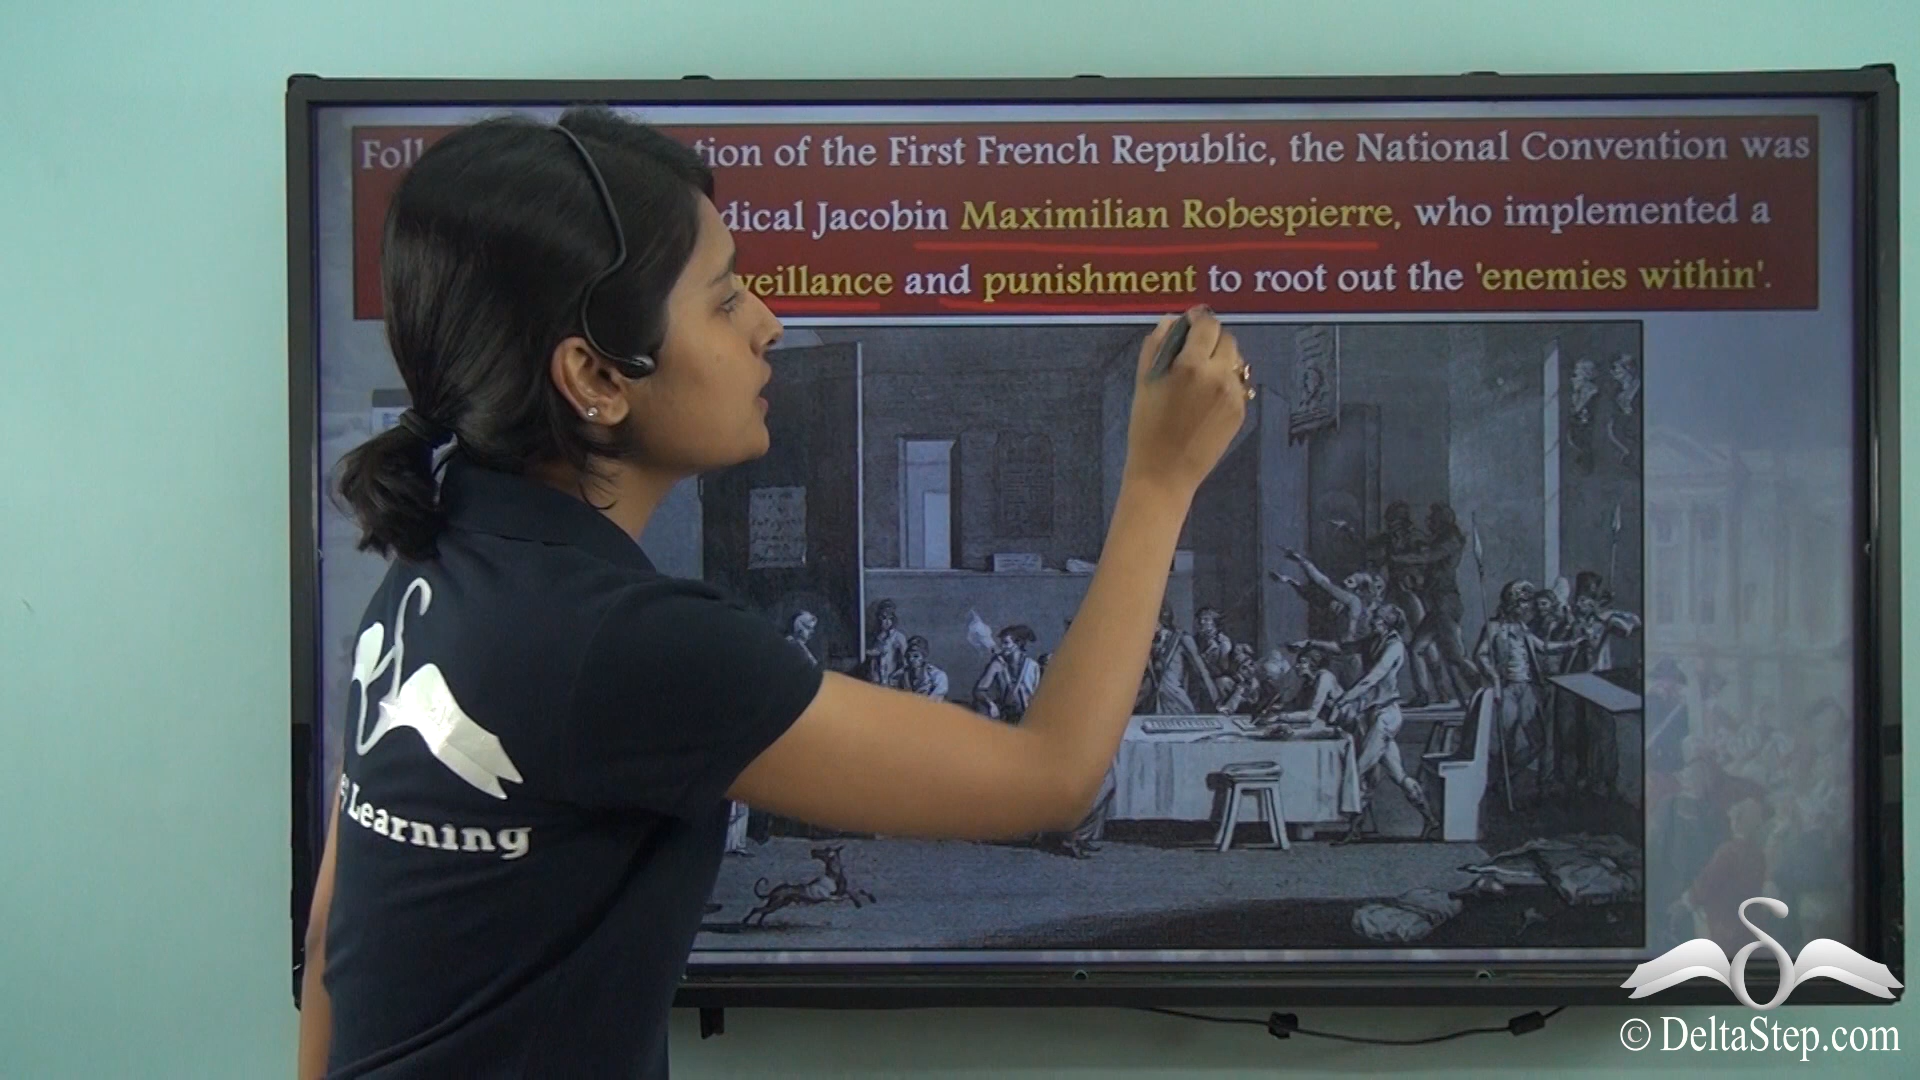 Foll tion of the First French Republic, the National Convention was
dical Jacobin Maximilian Robespierre, who implemented a
veillance and punishment to root out the 'enemies within'.
Learning
© DeltaStep.com